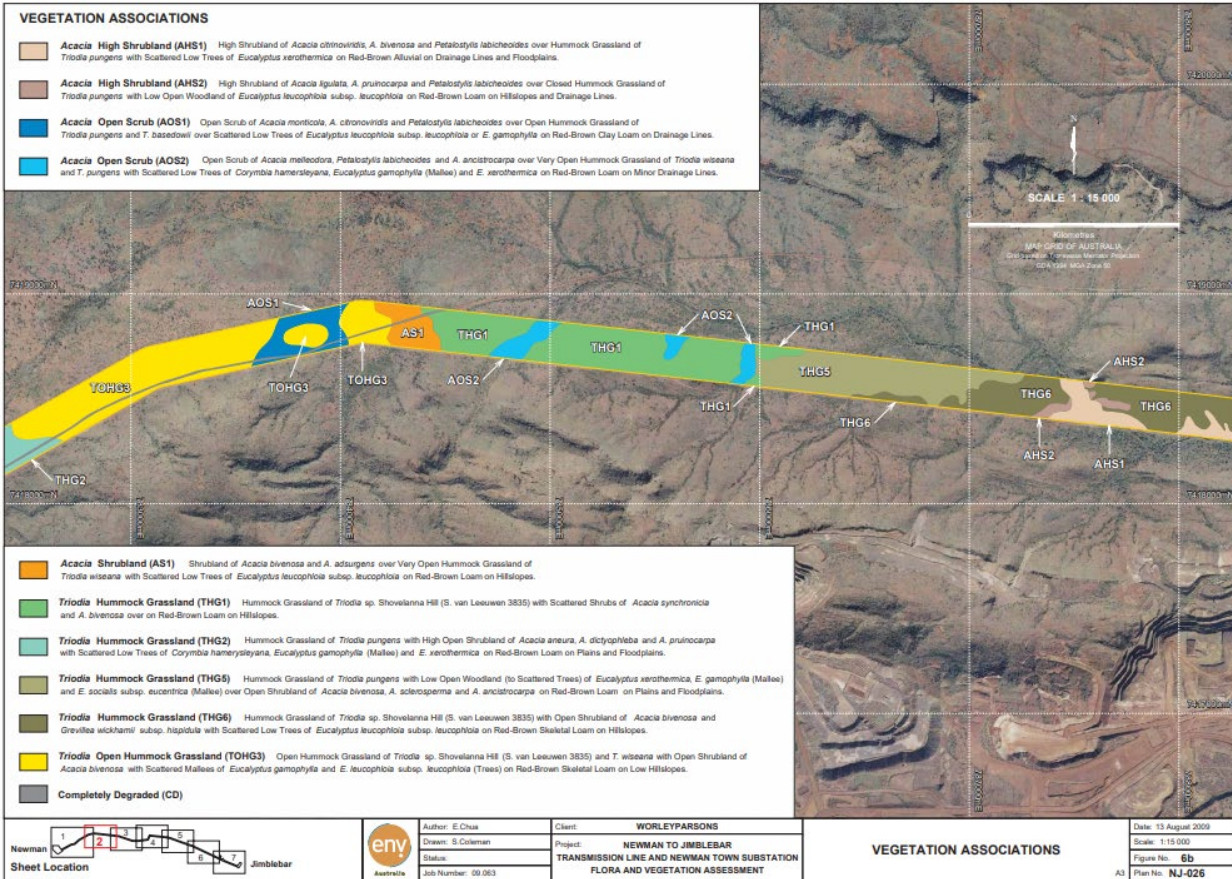 VEGETATION ASSOCIATIONS
Acacia High Shrubland (AHS1) High Shrubland of Acacia citrinoviridis, A. bivenosa and Petalostylis labicheoides over Hummock Grassland of
Triodia pungens with Scattered Low Trees of Eucalyptus xerothermica on Red-Brown Alluvial on Drainage Lines and Floodplains.
Acacia High Shrubland (AHS2) High Shrubland of Acacia ligulata, A. pruinocarpa and Petalostylis labicheoides over Closed Hummock Grassland of
Triodia pungens with Low Open Woodland of Eucalyptus leucophloia subsp. leucophloia on Red-Brown Loam on Hillslopes and Drainage Lines.
Acacia Open Scrub (AOS1) Open Scrub of Acacia monticola, A. citronoviridis and Petalostylis labicheoides over Open Hummock Grassland of
Triodia pungens and T. basedowii over Scattered Low Trees of Eucalyptus leucophloia subsp. leucophloia or E. gamophylla on Red-Brown Clay Loam on Drainage Lines.
Acacia Open Scrub (AOS2) Open Scrub of Acacia melleodora, Petalostylis labicheoides and A. ancistrocarpa over Very Open Hummock Grassland of Triodia wiseana
and T. pungens with Scattered Low Trees of Corymbia hamersleyana, Eucalyptus gamophylla (Mallee) and E. xerothermica on Red-Brown Loam on Minor Drainage Lines.
7420000mN
N
SCALE 1 : 15 000
Kilometres
MAP GRID OF AUSTRALIA
GDA 1994 MGA Zone 50
7419000mN
7419000mN
AOS1
AOS2
THG1
AS1
THG1
THG1
THG5
AHS2
TOHG3
TOHG3
TOHG3
AOS2
THG1
THG6
THG6
THG6
THG2
AHS2
AHS1
7418000mN
7418000mN
Acacia Shrubland (AS1) Shrubland of Acacia bivenosa and A. adsurgens over Very Open Hummock Grassland of
Triodia wiseana with Scattered Low Trees of Eucalyptus leucophloia subsp. leucophloia on Red-Brown Loam on Hillslopes.
Triodia Hummock Grassland (THG1) Hummock Grassland of Triodia sp. Shovelanna Hill (S. van Leeuwen 3835) with Scattered Shrubs of Acacia synchronicia
and A. bivenosa over on Red-Brown Loam on Hillslopes.
Triodia Hummock Grassland (THG2) Hummock Grassland of Triodia pungens with High Open Shrubland of Acacia aneura, A. dictyophleba and A. pruinocarpa
with Scattered Low Trees of Corymbia hamerysleyana, Eucalyptus gamophylla (Mallee) and E. xerothermica on Red-Brown Loam on Plains and Floodplains.
Triodia Hummock Grassland (THG5) Hummock Grassland of Triodia pungens with Low Open Woodland (to Scattered Trees) of Eucalyptus xerothermica, E. gamophylla (Mallee)
and E. socialis subsp. eucentrica (Mallee) over Open Shrubland of Acacia bivenosa, A. sclerosperma and A. ancistrocarpa on Red-Brown Loam on Plains and Floodplains.
Triodia Hummock Grassland (THG6) Hummock Grassland of Triodia sp. Shovelanna Hill (S. van Leeuwen 3835) with Open Shrubland of Acacia bivenosa and
Grevillea wickhamii subsp. hispidula with Scattered Low Trees of Eucalyptus leucophloia subsp. leucophloia on Red-Brown Skeletal Loam on Hillslopes.
Triodia Open Hummock Grassland (TOHG3) Open Hummock Grassland of Triodia sp. Shovelanna Hill (S. van Leeuwen 3835) and T. wiseana with Open Shrubland of
Acacia bivenosa with Scattered Mallees of Eucalyptus gamophylla and E. leucophloia subsp. leucophloia (Trees) on Red-Brown Skeletal Loam on Low Hillslopes.
Completely Degraded (CD)
Newman
1
2
3
4
5
6
7
Jimblebar
Sheet Location
env
Australia
Author: E.Chua
Drawn: S.Coleman
Status:
Job Number: 09.063
Client: WORLEYPARSONS
Project: NEWMAN TO JIMBLEBAR
TRANSMISSION LINE AND NEWMAN TOWN SUBSTATION
FLORA AND VEGETATION ASSESSMENT
VEGETATION ASSOCIATIONS
Date: 13 August 2009
Scale: 1:15 000
Figure No. 6b
A3 Plan No. NJ-026